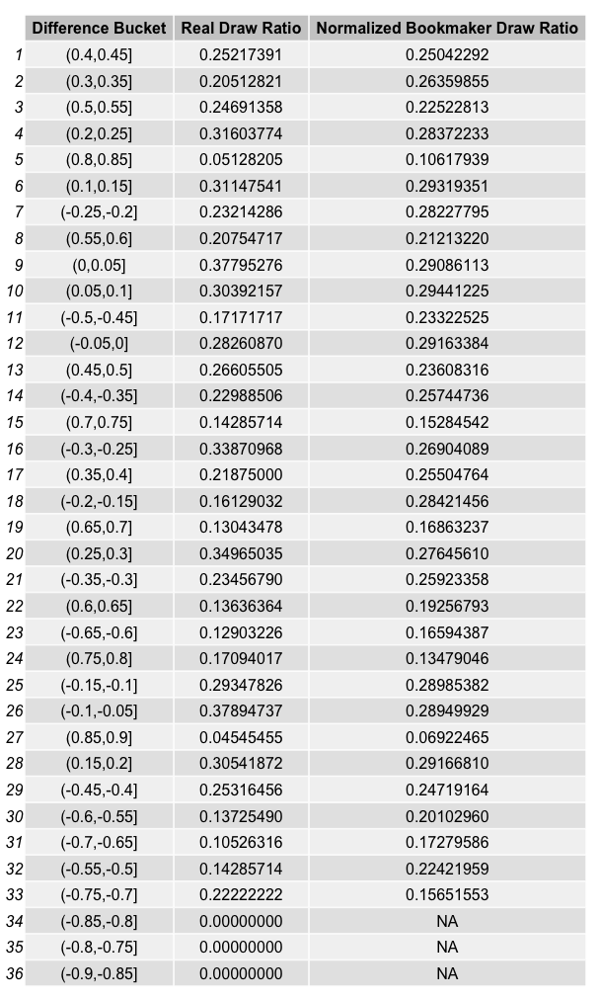 Difference Bucket Real Draw Ratio Normalized Bookmaker Draw Ratio
1 (0.4,0.45] 0.25217391 0.25042292
2 (0.3,0.35] 0.20512821 0.26359855
3 (0.5,0.55] 0.24691358 0.22522813
4 (0.2,0.25] 0.31603774 0.28372233
5 (0.8,0.85] 0.05128205 0.10617939
6 (0.1,0.15] 0.31147541 0.29319351
7 (-0.25,-0.2] 0.23214286 0.28227795
8 (0.55,0.6] 0.20754717 0.21213220
9 (0,0.05] 0.37795276 0.29086113
10 (0.05,0.1] 0.30392157 0.29441225
11 (-0.5,-0.45] 0.17171717 0.23322525
12 (-0.05,0] 0.28260870 0.29163384
13 (0.45,0.5] 0.26605505 0.23608316
14 (-0.4,-0.35] 0.22988506 0.25744736
15 (0.7,0.75] 0.14285714 0.15284542
16 (-0.3,-0.25] 0.33870968 0.26904089
17 (0.35,0.4] 0.21875000 0.25504764
18 (-0.2,-0.15] 0.16129032 0.28421456
19 (0.65,0.7] 0.13043478 0.16863237
20 (0.25,0.3] 0.34965035 0.27645610
21 (-0.35,-0.3] 0.23456790 0.25923358
22 (0.6,0.65] 0.13636364 0.19256793
23 (-0.65,-0.6] 0.12903226 0.16594387
24 (0.75,0.8] 0.17094017 0.13479046
25 (-0.15,-0.1] 0.29347826 0.28985382
26 (-0.1,-0.05] 0.37894737 0.28949929
27 (0.85,0.9] 0.04545455 0.06922465
28 (0.15,0.2] 0.30541872 0.29166810
29 (-0.45,-0.4] 0.25316456 0.24719164
30 (-0.6,-0.55] 0.13725490 0.20102960
31 (-0.7,-0.65] 0.10526316 0.17279586
32 (-0.55,-0.5] 0.14285714 0.22421959
33 (-0.75,-0.7] 0.22222222 0.15651553
34 (-0.85,-0.8] 0.00000000 NA
35 (-0.8,-0.75] 0.00000000 NA
36 (-0.9,-0.85] 0.00000000 NA